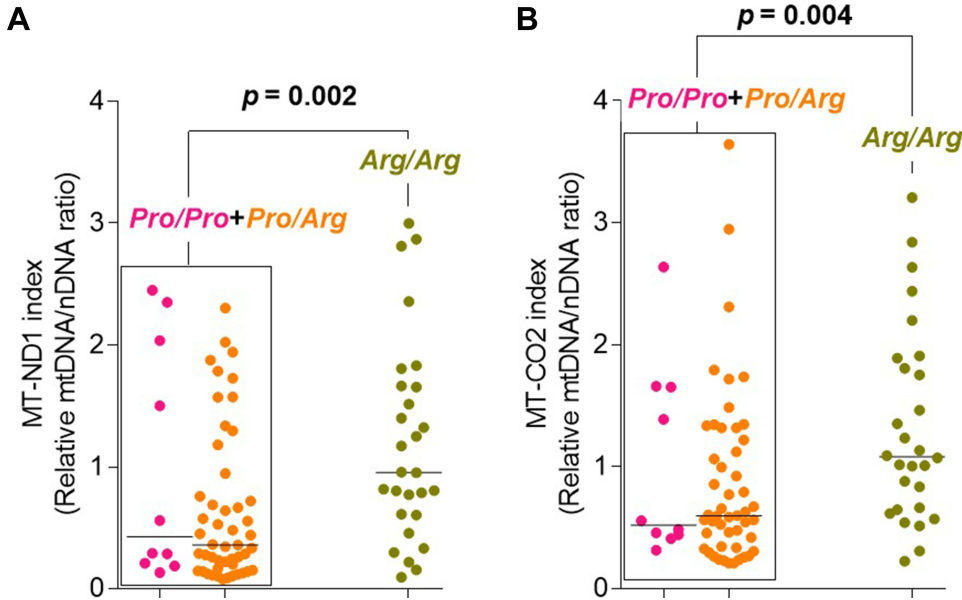 A
p = 0.002
Pro/Pro+Pro/Arg
Arg/Arg
MT-ND1 index
(Relative mtDNA/nDNA ratio)
4
3
2
1
0
B
p = 0.004
Pro/Pro+Pro/Arg
Arg/Arg
MT-CO2 index
(Relative mtDNA/nDNA ratio)
4
3
2
1
0